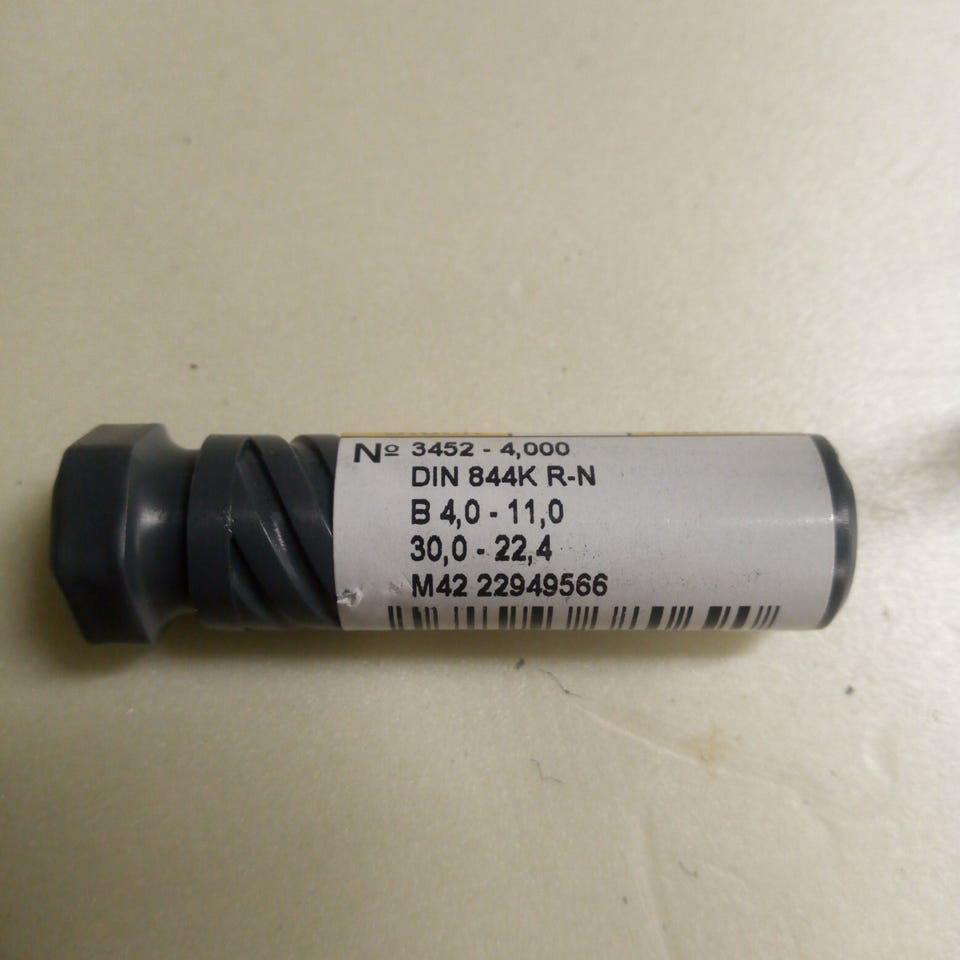 Nº 3452 - 4,000
DIN 844K R-N
B 4,0 - 11,0
30,0 - 22,4
M42 22949566